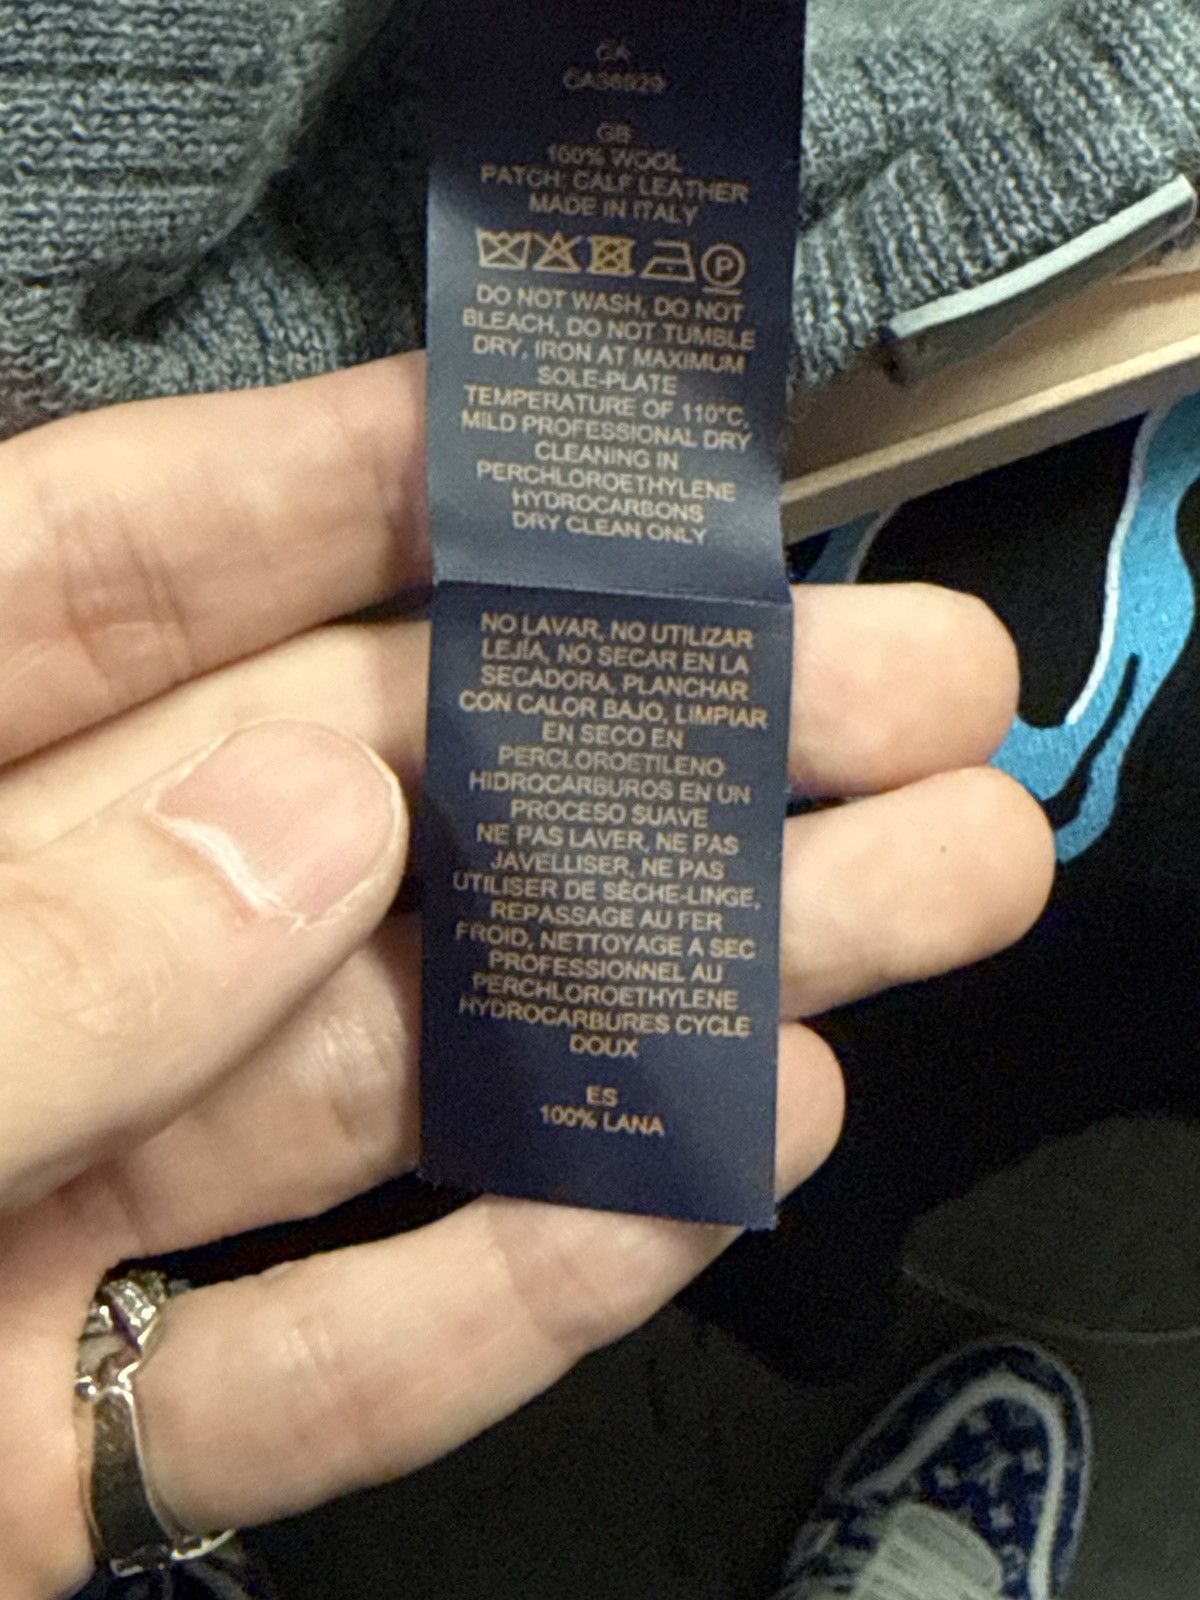 CA
GB
100% WOOL
PATCH: CALF LEATHER
MADE IN ITALY
P
DO NOT WASH, DO NOT
BLEACH, DO NOT TUMBLE
DRY, IRON AT MAXIMUM
SOLE-PLATE
TEMPERATURE OF 110°C,
MILD PROFESSIONAL DRY
CLEANING IN
PERCHLOROETHYLENE
HYDROCARBONS
DRY CLEAN ONLY
NO LAVAR, NO UTILIZAR
LEJÍA, NO SECAR EN LA
SECADORA, PLANCHAR
CON CALOR BAJO, LIMPIAR
EN SECO EN
PERCLOROETILENO
HIDROCARBUROS EN UN
PROCESO SUAVE
NE PAS LAVER, NE PAS
JAVELLISER, NE PAS
UTILISER DE SÈCHE-LINGE,
REPASSAGE AU FER
FROID, NETTOYAGE A SEC
PROFESSIONNEL AU
PERCHLOROETHYLENE
HYDROCARBURES CYCLE
DOUX
ES
100% LANA